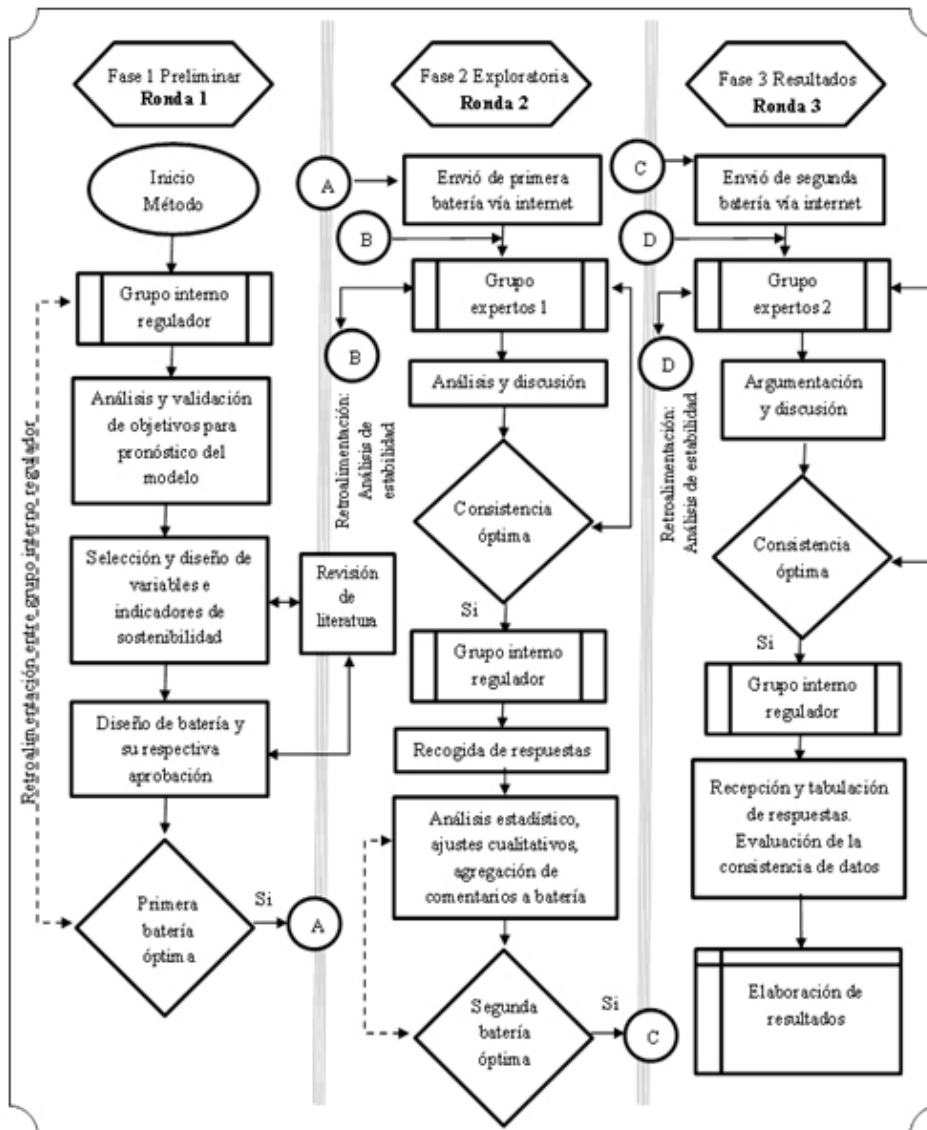 Fase 1 Preliminar
Ronda 1
Inicio
Método
Grupo interno
regulador
Análisis y validación
de objetivos para
pronóstico del
modelo
Selección y diseño de
variables e
indicadores de
sostenibilidad
Revisión
de
literatura
Diseño de batería y
su respectiva
aprobación
Primera
batería
óptima
Si
A
Retroalimentación entre grupo interno regulador
Fase 2 Exploratoria
Ronda 2
A
Envió de primera
batería vía internet
B
Grupo
expertos 1
B
Retroalimentación:
Análisis de
estabilidad
Análisis y discusión
Consistencia
óptima
Si
Grupo interno
regulador
Recogida de respuestas
Análisis estadístico,
ajustes cualitativos,
agregación de
comentarios a batería
Segunda
batería
óptima
Si
C
Fase 3 Resultados
Ronda 3
C
Envió de segunda
batería vía internet
D
Grupo
expertos 2
D
Retroalimentación:
Análisis de estabilidad
Argumentación
y discusión
Consistencia
óptima
Si
Grupo interno
regulador
Recepción y tabulación
de respuestas.
Evaluación de la
consistencia de datos
Elaboración de
resultados